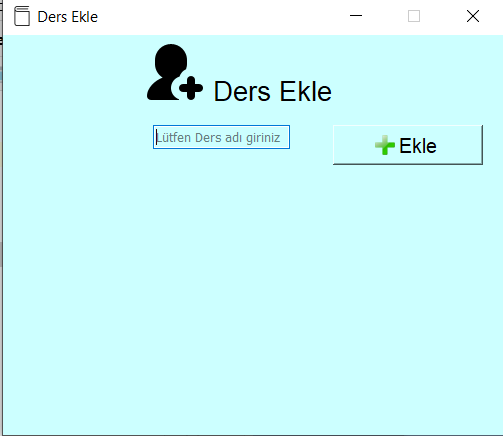 Ders Ekle
Ders Ekle
Lütfen Ders adı giriniz
Ekle